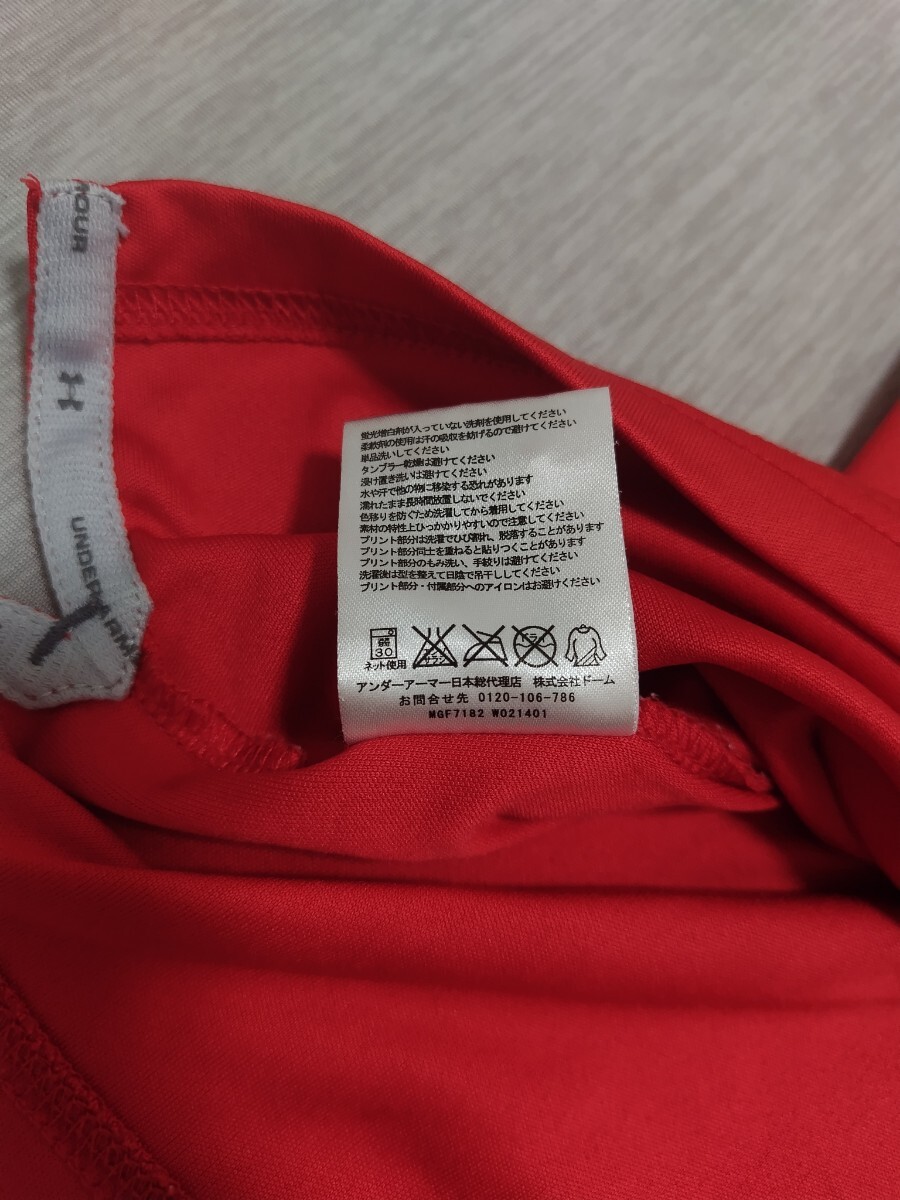 OUR
UNDER ARM
蛍光増白剤が入っていない洗剤を使用してください
柔軟剤の使用は汗の吸収を妨げるので避けてください
単品洗いしてください
タンブラー乾燥は避けてください
浸け置き洗いは避けてください
水や汗で他の物に移染する恐れがあります
濡れたまま長時間放置しないでください
色移りを防ぐため洗濯してから着用してください
素材の特性上ひっかかりやすいので注意してください
プリント部分は洗濯でひび割れ、脱落することがあります
プリント部分同士を重ねると貼りつくことがあります
プリント部分のもみ洗い、手絞りは避けてください
洗濯後は型を整えて日陰で吊干ししてください
プリント部分・付属部分へのアイロンはお避けください
弱 30 エンソ サラシ ドライ
ネット使用
アンダーアーマー日本総代理店 株式会社ドーム
お問合せ先 0120-106-786
MGF7182 W021401